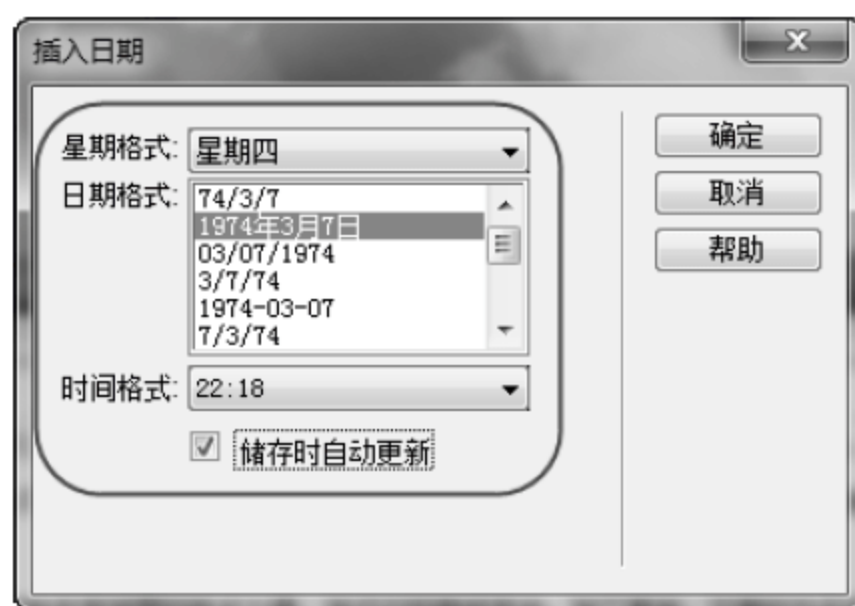 插入日期
星期格式: 星期四
日期格式: 74/3/7
1974年3月7日
03/07/1974
3/7/74
1974-03-07
7/3/74
时间格式: 22:18
储存时自动更新
确定
取消
帮助